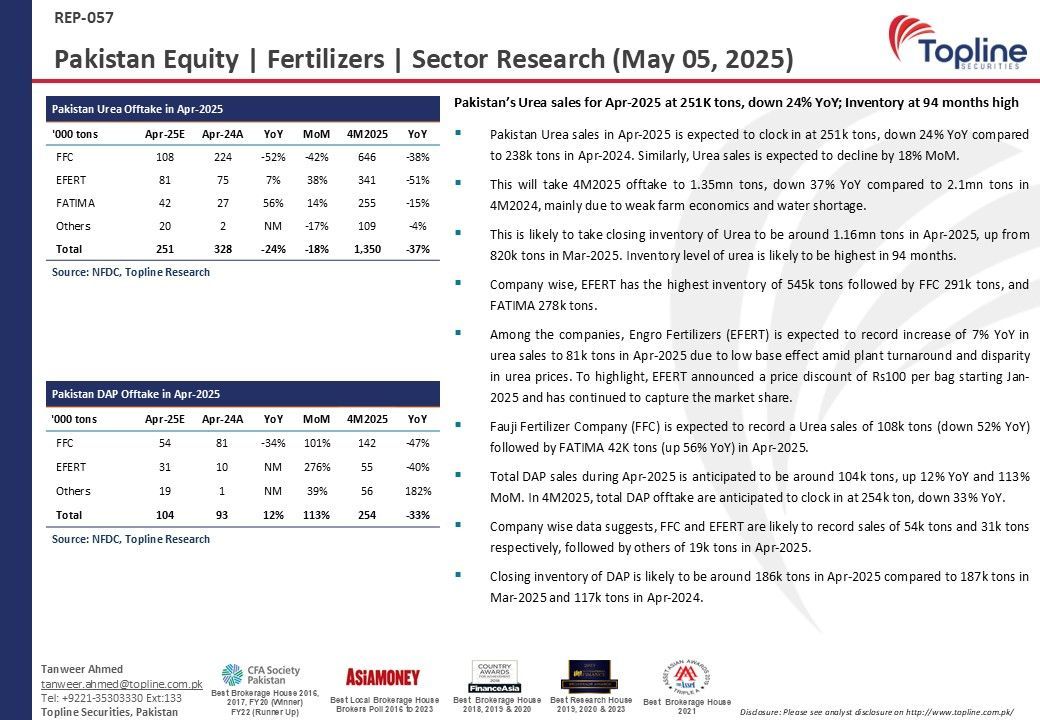 REP-057
Pakistan Equity | Fertilizers | Sector Research (May 05, 2025)
Topline
SECURITIES
Pakistan Urea Offtake in Apr-2025
'000 tons Apr-25E Apr-24A YoY MoM 4M2025 YoY
FFC 108 224 -52% -42% 646 -38%
EFERT 81 75 7% 38% 341 -51%
FATIMA 42 27 56% 14% 255 -15%
Others 20 2 NM -17% 109 -4%
Total 251 328 -24% -18% 1,350 -37%
Source: NFDC, Topline Research
Pakistan DAP Offtake in Apr-2025
'000 tons Apr-25E Apr-24A YoY MoM 4M2025 YoY
FFC 54 81 -34% 101% 142 -47%
EFERT 31 10 NM 276% 55 -40%
Others 19 1 NM 39% 56 182%
Total 104 93 12% 113% 254 -33%
Source: NFDC, Topline Research
Pakistan's Urea sales for Apr-2025 at 251K tons, down 24% YoY; Inventory at 94 months high
Pakistan Urea sales in Apr-2025 is expected to clock in at 251k tons, down 24% YoY compared
to 238k tons in Apr-2024. Similarly, Urea sales is expected to decline by 18% MoM.
This will take 4M2025 offtake to 1.35mn tons, down 37% YoY compared to 2.1mn tons in
4M2024, mainly due to weak farm economics and water shortage.
This is likely to take closing inventory of Urea to be around 1.16mn tons in Apr-2025, up from
820k tons in Mar-2025. Inventory level of urea is likely to be highest in 94 months.
Company wise, EFERT has the highest inventory of 545k tons followed by FFC 291k tons, and
FATIMA 278k tons.
Among the companies, Engro Fertilizers (EFERT) is expected to record increase of 7% YoY in
urea sales to 81k tons in Apr-2025 due to low base effect amid plant turnaround and disparity
in urea prices. To highlight, EFERT announced a price discount of Rs100 per bag starting Jan-
2025 and has continued to capture the market share.
Fauji Fertilizer Company (FFC) is expected to record a Urea sales of 108k tons (down 52% YoY)
followed by FATIMA 42K tons (up 56% YoY) in Apr-2025.
Total DAP sales during Apr-2025 is anticipated to be around 104k tons, up 12% YoY and 113%
MoM. In 4M2025, total DAP offtake are anticipated to clock in at 254k ton, down 33% YoY.
Company wise data suggests, FFC and EFERT are likely to record sales of 54k tons and 31k tons
respectively, followed by others of 19k tons in Apr-2025.
Closing inventory of DAP is likely to be around 186k tons in Apr-2025 compared to 187k tons in
Mar-2025 and 117k tons in Apr-2024.
Tanweer Ahmed
tanweer.ahmed@topline.com.pk
Tel: +9221-35303330 Ext:133
Topline Securities, Pakistan
CFA Society
Pakistan
Best Brokerage House 2016,
2017, FY20 (Winner)
FY22 (Runner Up)
ASIAMONEY
Best Local Brokerage House
Brokers Poll 2016 to 2023
COUNTRY
AWARDS
FinanceAsia
Best Brokerage House
2018, 2019 & 2020
Best Research House
2019, 2020 & 2023
Best Brokerage House
2021
Disclosure: Please see analyst disclosure on http://www.topline.com.pk/